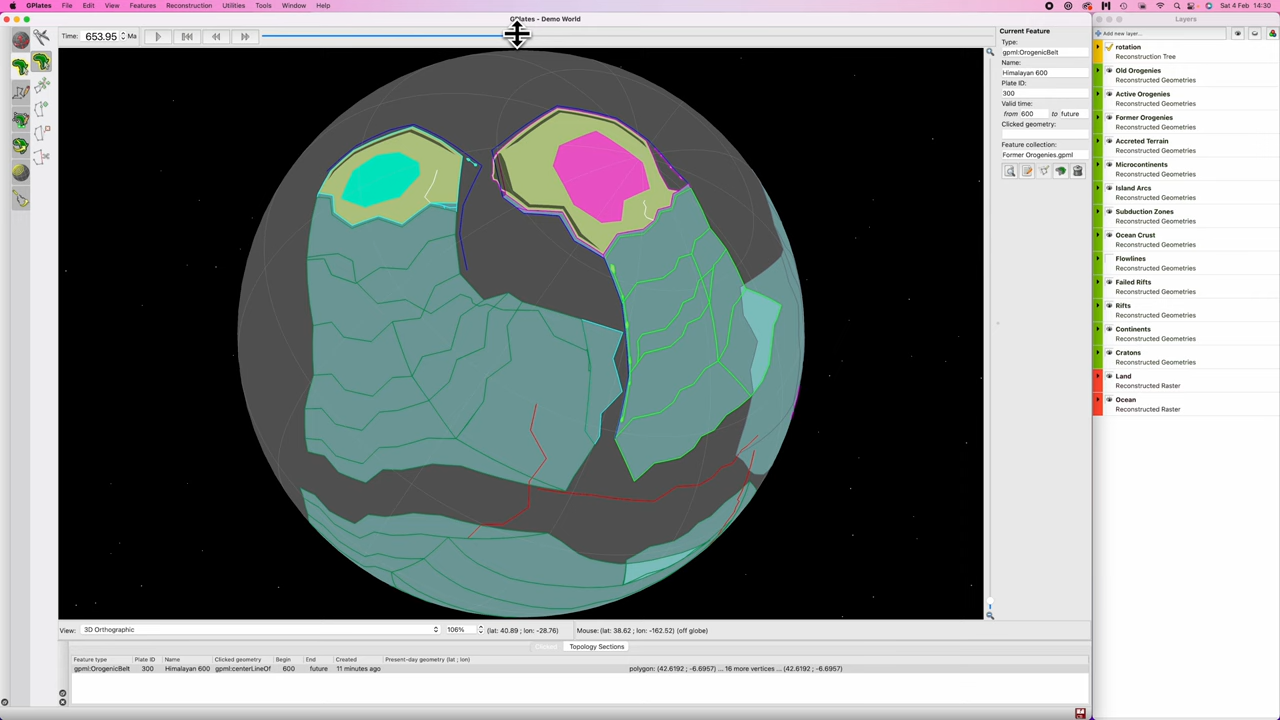 GPlates File Edit View Features Reconstruction Utilities Tools Window Help Sat 4 Feb 14:30
GPlates - Demo World
Layers
Time: 653.95 Ma
Current Feature
Type:
gpml:OrogenicBelt
Name:
Himalayan 600
Plate ID:
300
Valid time:
from 600 to future
Clicked geometry:
Feature collection:
Former Orogenies.gpml
Add new layer...
rotation
Reconstruction Tree
Old Orogenies
Reconstructed Geometries
Active Orogenies
Reconstructed Geometries
Former Orogenies
Reconstructed Geometries
Accreted Terrain
Reconstructed Geometries
Microcontinents
Reconstructed Geometries
Island Arcs
Reconstructed Geometries
Subduction Zones
Reconstructed Geometries
Ocean Crust
Reconstructed Geometries
Flowlines
Reconstructed Geometries
Failed Rifts
Reconstructed Geometries
Rifts
Reconstructed Geometries
Continents
Reconstructed Geometries
Cratons
Reconstructed Geometries
Land
Reconstructed Raster
Ocean
Reconstructed Raster
View: 3D Orthographic 106% (lat: 40.89 ; lon: -28.76) Mouse: (lat: 38.62 ; lon: -162.52) (off globe)
Clicked Topology Sections
Feature type Plate ID Name Clicked geometry Begin End Created Present-day geometry (lat ; lon)
gpml:OrogenicBelt 300 Himalayan 600 gpml:centerLineOf 600 future 11 minutes ago polygon: (42.6192 ; -6.6957) ... 16 more vertices ... (42.6192 ; -6.6957)